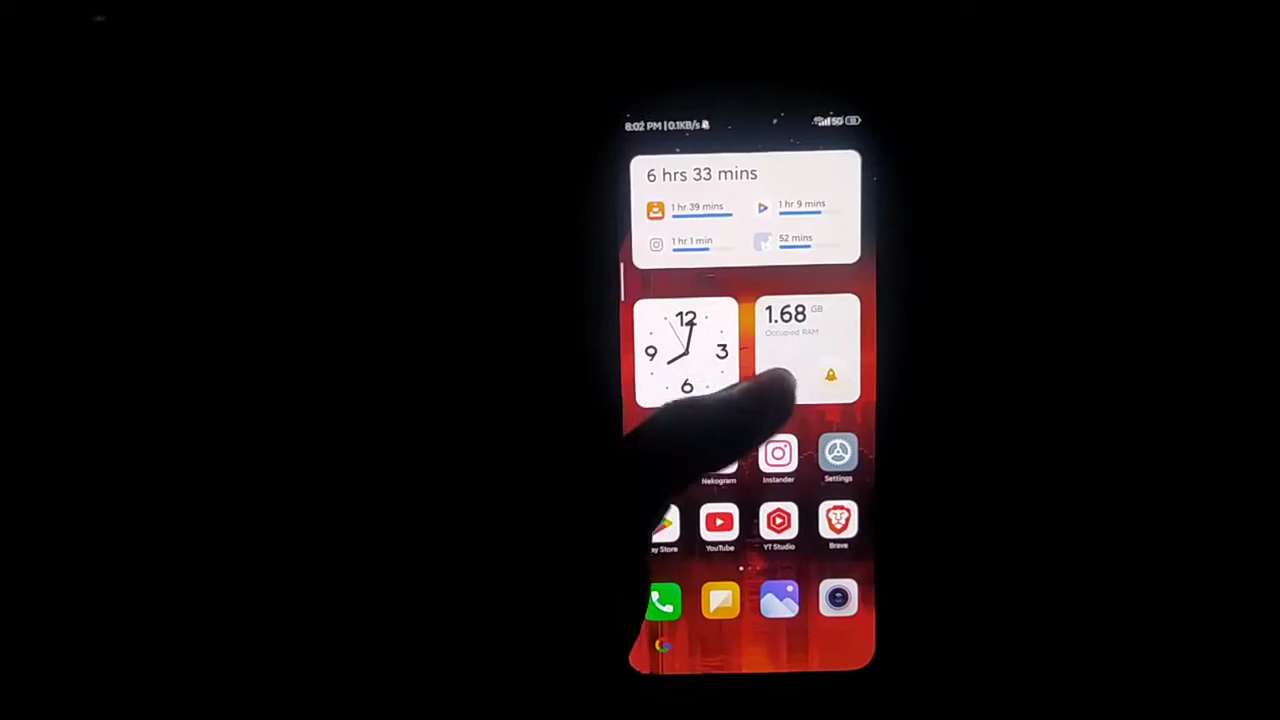 8:02 PM | 0.1KB/s
5G
6 hrs 33 mins
1 hr 39 mins
1 hr 9 mins
1 hr 1 min
52 mins
12
9
3
6
1.68 GB
Occupied RAM
Nekogram
Instander
Settings
ay Store
YouTube
YT Studio
Brave